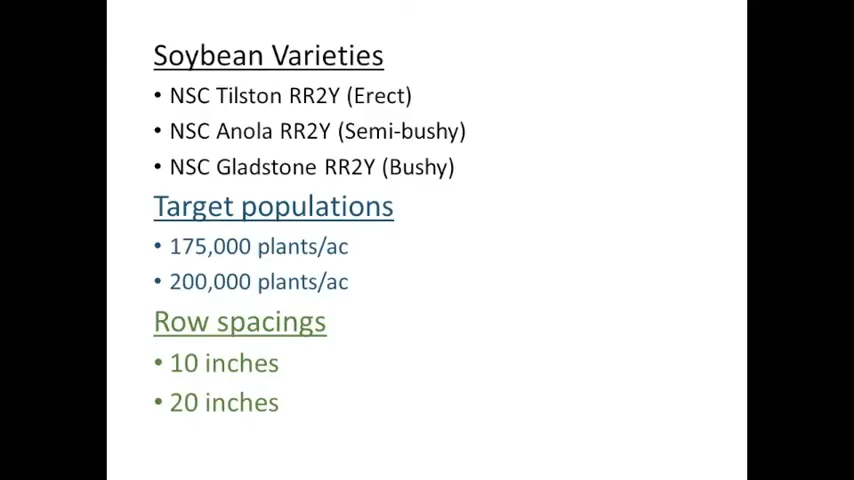 Soybean Varieties
• NSC Tilston RR2Y (Erect)
• NSC Anola RR2Y (Semi-bushy)
• NSC Gladstone RR2Y (Bushy)
Target populations
• 175,000 plants/ac
• 200,000 plants/ac
Row spacings
• 10 inches
• 20 inches